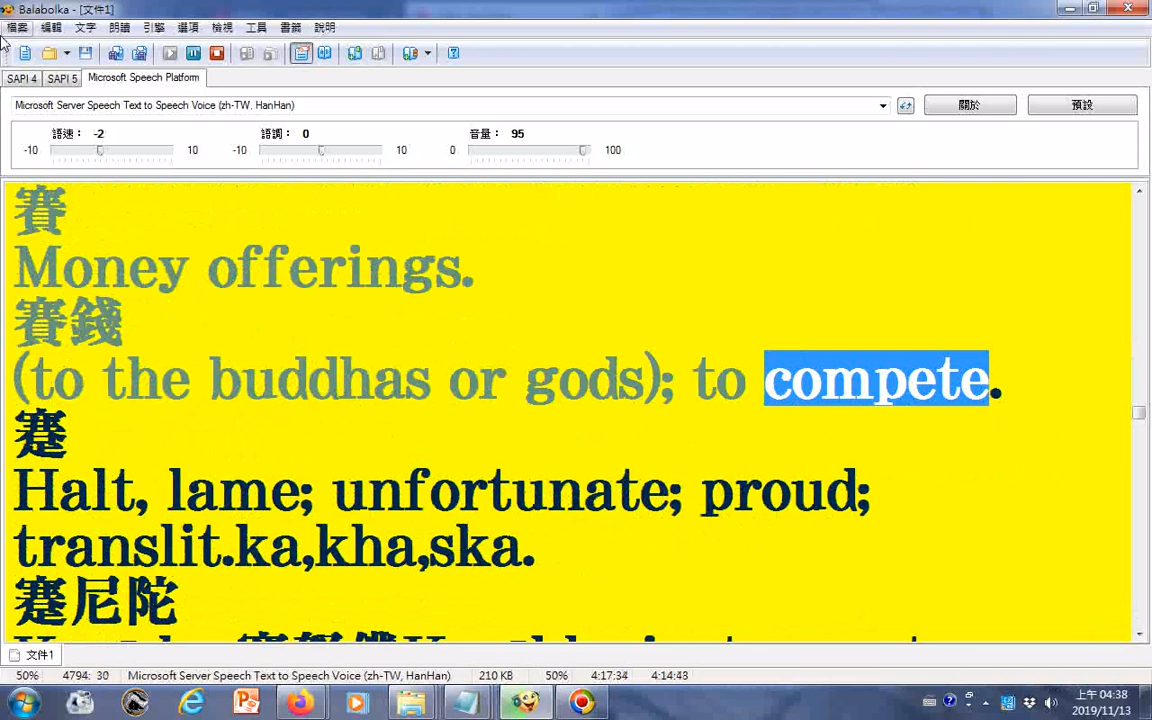 Balabolka - [文件1]
檔案 編輯 文字 朗讀 引擎 選項 檢視 工具 書籤 說明
SAPI 4 SAPI 5 Microsoft Speech Platform
Microsoft Server Speech Text to Speech Voice (zh-TW, HanHan) 關於 預設
語速： -2 語調： 0 音量： 95
-10 10 -10 10 0 100
賽
Money offerings.
賽錢
(to the buddhas or gods); to compete.
蹇
Halt, lame; unfortunate; proud;
translit.ka,kha,ska.
蹇尼陀
文件1
50% 4794: 30 Microsoft Server Speech Text to Speech Voice (zh-TW, HanHan) 210 KB 50% 4:17:34 4:14:43
上午 04:38
2019/11/13